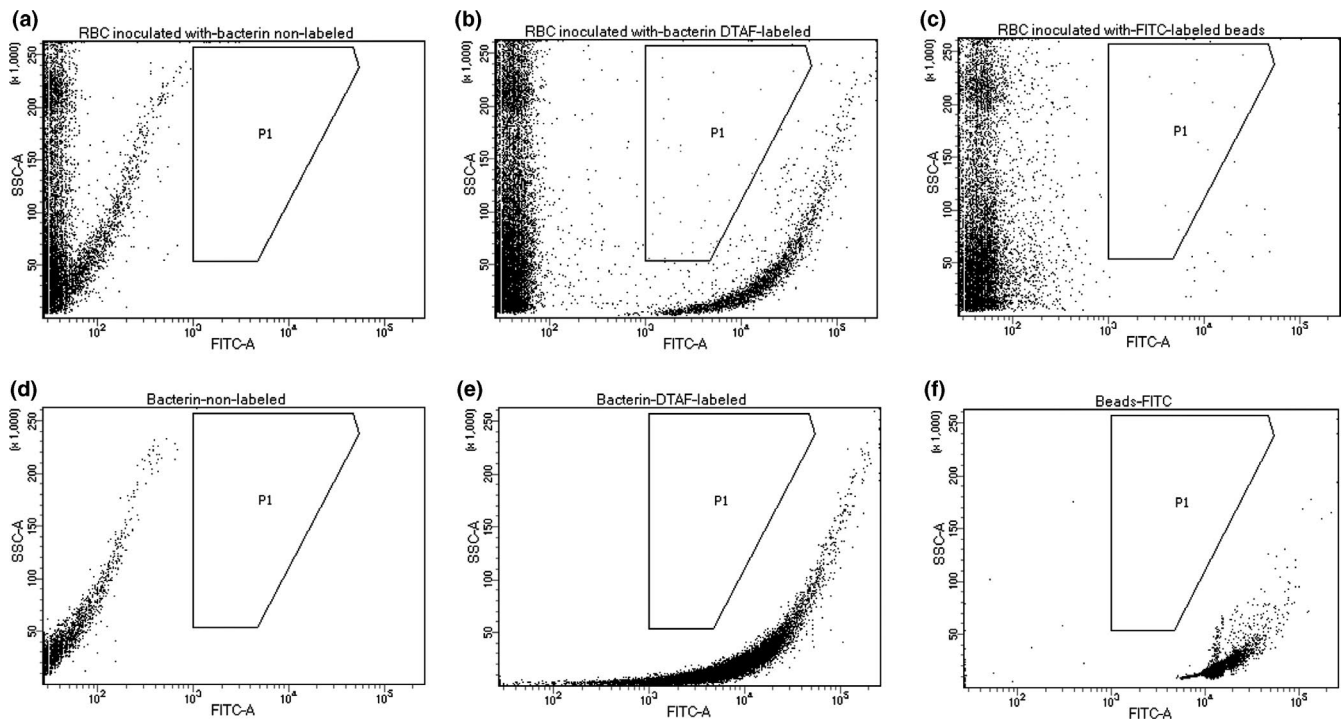 (a)
RBC inoculated with-bacterin non-labeled
(x 1,000)
250
200
150
100
50
SSC-A
P1
10² 10³ 10⁴ 10⁵
FITC-A
(b)
RBC inoculated with-bacterin DTAF-labeled
(x 1,000)
250
200
150
100
50
SSC-A
P1
10² 10³ 10⁴ 10⁵
FITC-A
(c)
RBC inoculated with-FITC-labeled beads
(x 1,000)
250
200
150
100
50
SSC-A
P1
10² 10³ 10⁴ 10⁵
FITC-A
(d)
Bacterin-non-labeled
(x 1,000)
250
200
150
100
50
SSC-A
P1
10² 10³ 10⁴ 10⁵
FITC-A
(e)
Bacterin-DTAF-labeled
(x 1,000)
250
200
150
100
50
SSC-A
P1
10² 10³ 10⁴ 10⁵
FITC-A
(f)
Beads-FITC
(x 1,000)
250
200
150
100
50
SSC-A
P1
10² 10³ 10⁴ 10⁵
FITC-A